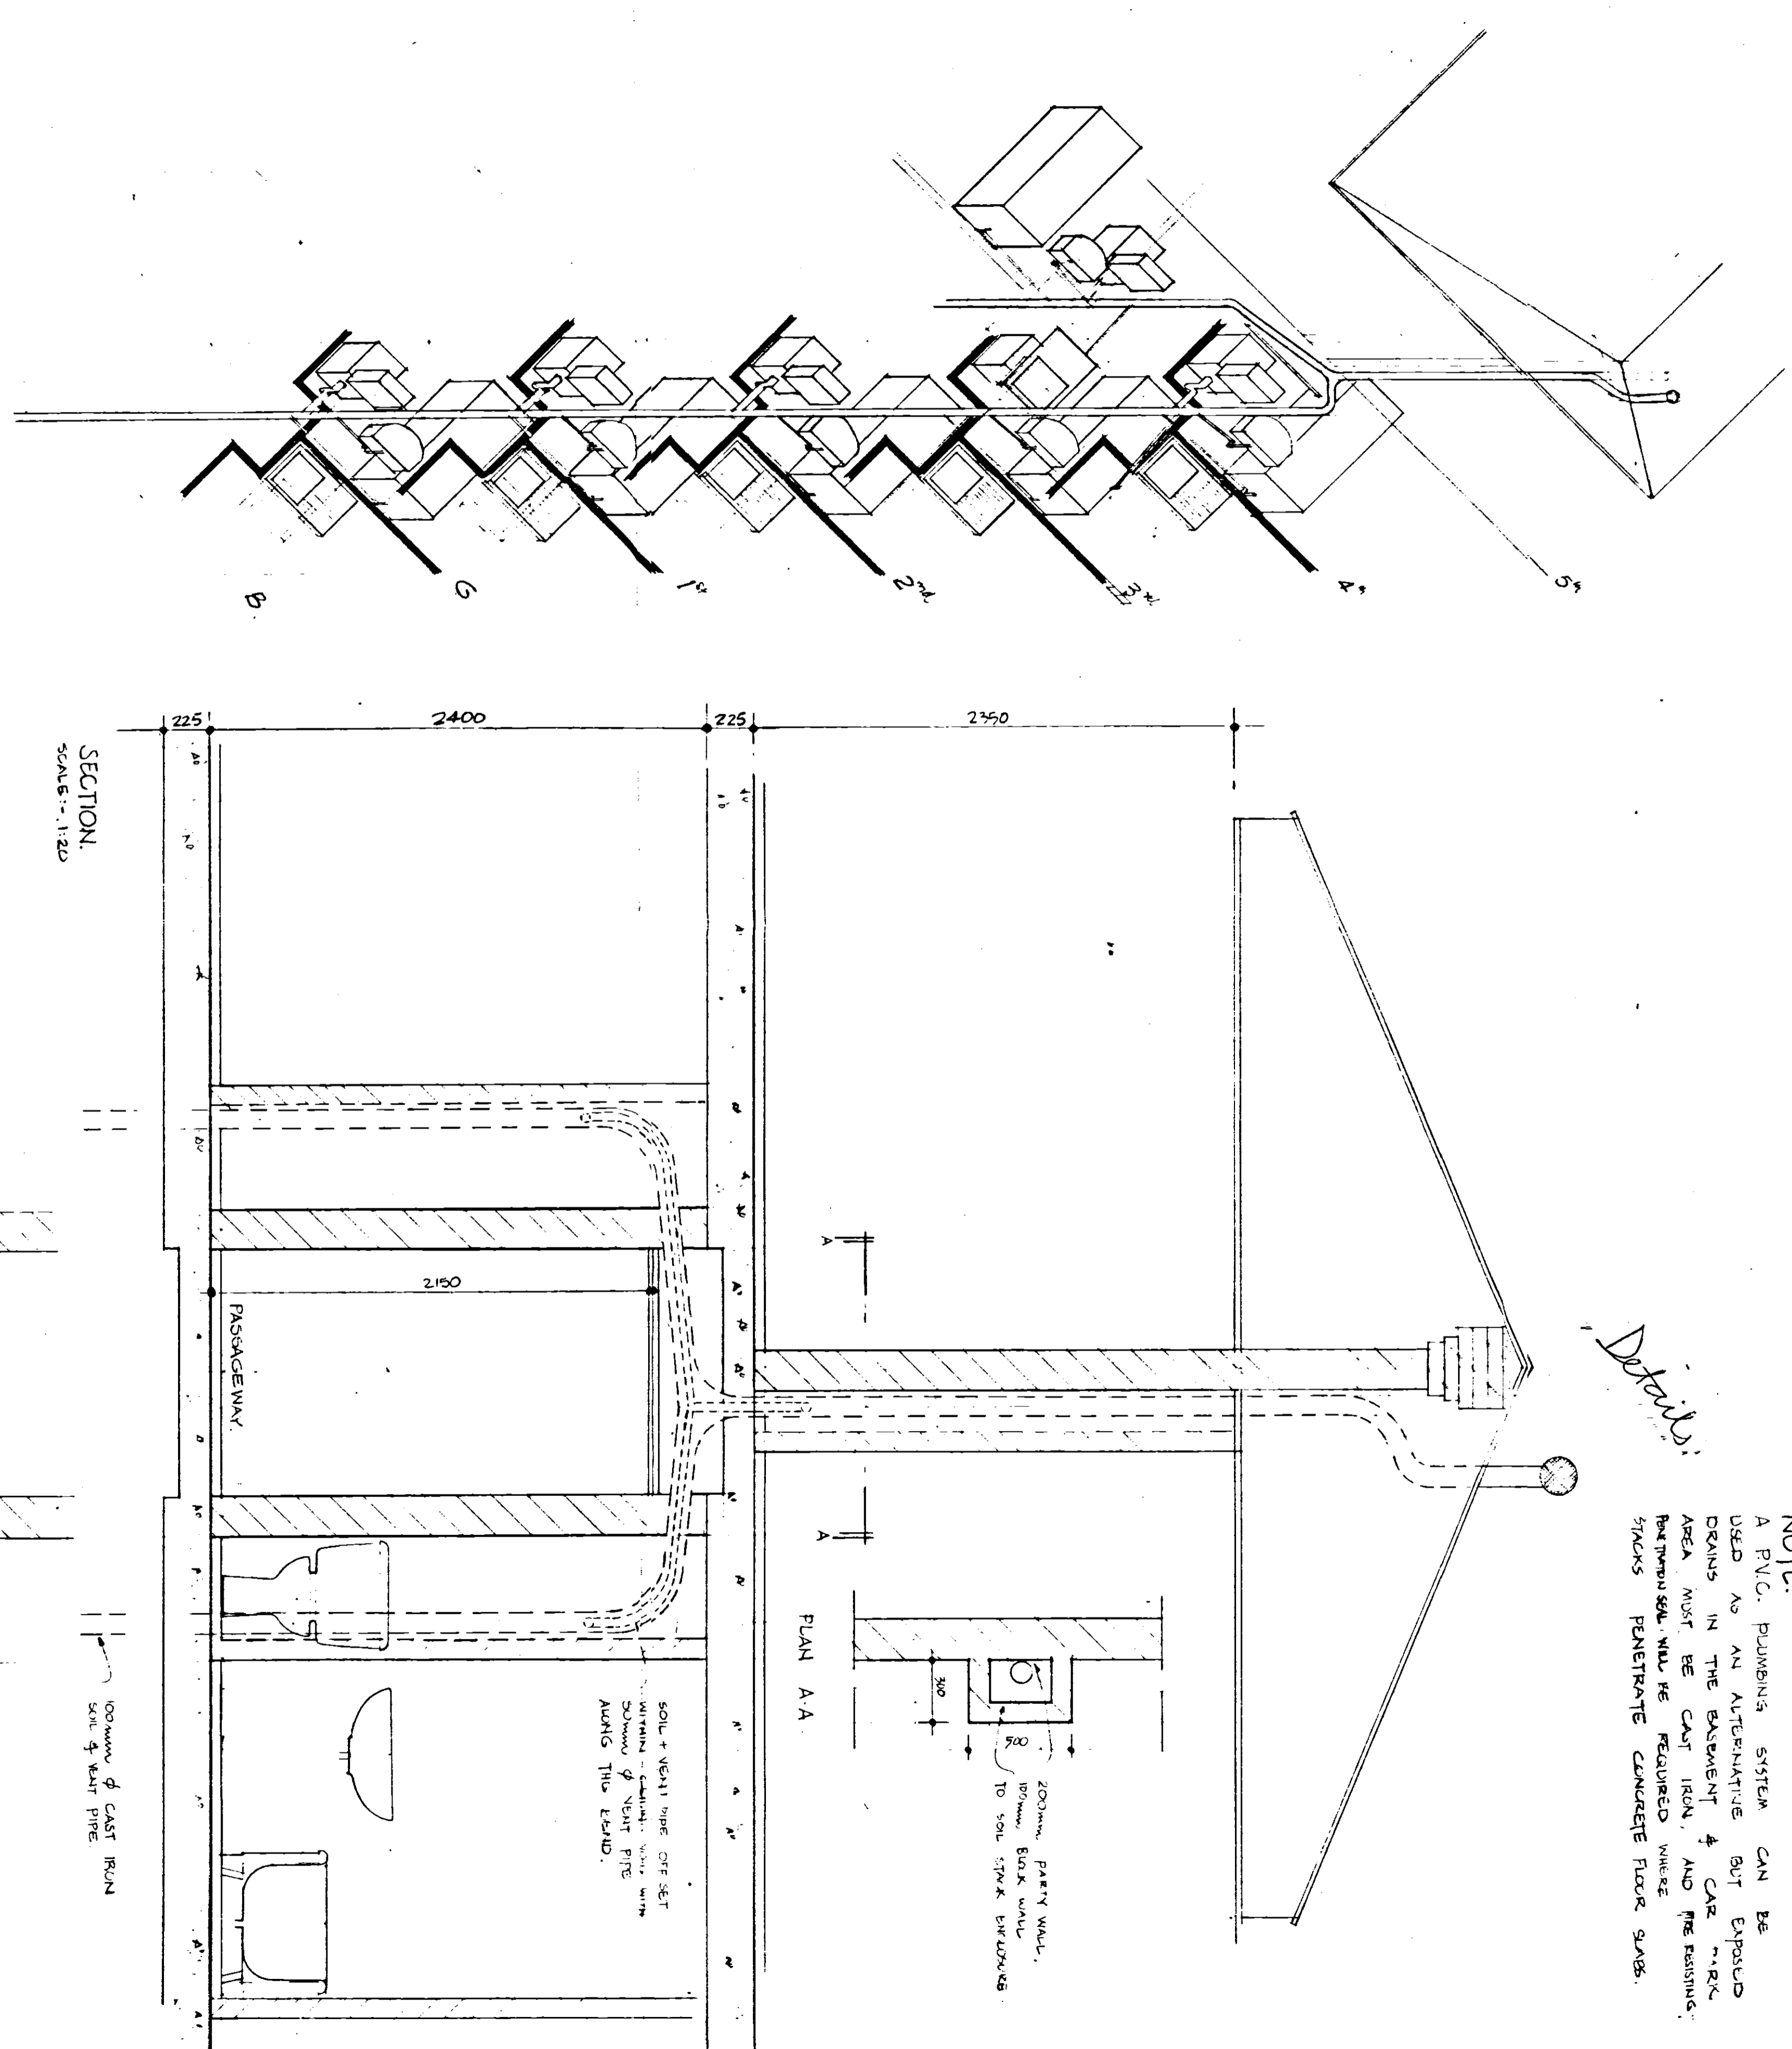 Details
NOTE:
A P.V.C. PLUMBING SYSTEM CAN BE
USED AS AN ALTERNATIVE BUT EXPOSED
DRAINS IN THE BASEMENT & CAR PARK
AREA MUST BE CAST IRON, AND FIRE RESISTING.
PENETRATION SEAL WILL BE REQUIRED WHERE
STACKS PENETRATE CONCRETE FLOOR SLABS.
5th
4th
3rd
2nd
1st
G
B
2350
225
2400
225
A
A
PLAN A-A.
300
500
200mm PARTY WALL.
100mm BLOCK WALL
TO SOIL STACK ENCLOSURE.
2150
PASSAGEWAY.
SOIL + VENT PIPE OFFSET
WITHIN WITH
50mm φ VENT PIPE
ALONG THE BEND.
100mm φ CAST IRON
SOIL & VENT PIPE.
SECTION.
SCALE:- 1:20